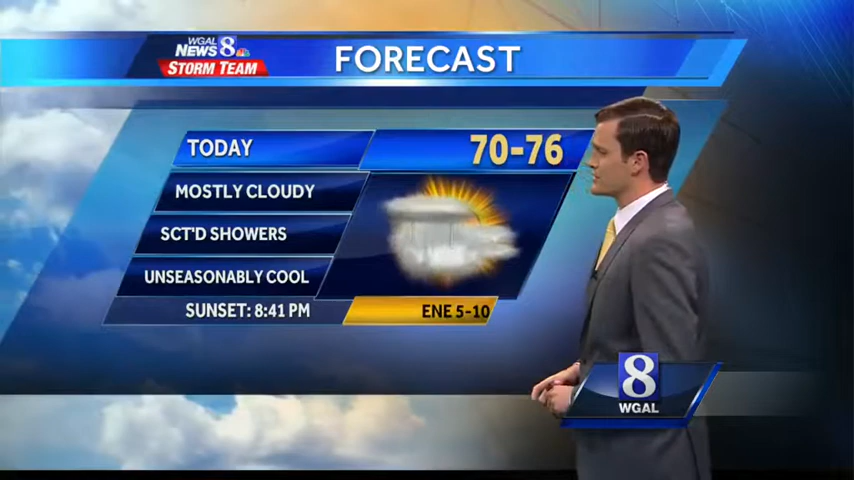 WGAL
NEWS 8
STORM TEAM
FORECAST
TODAY
70-76
MOSTLY CLOUDY
SCT'D SHOWERS
UNSEASONABLY COOL
SUNSET: 8:41 PM
ENE 5-10
8
WGAL